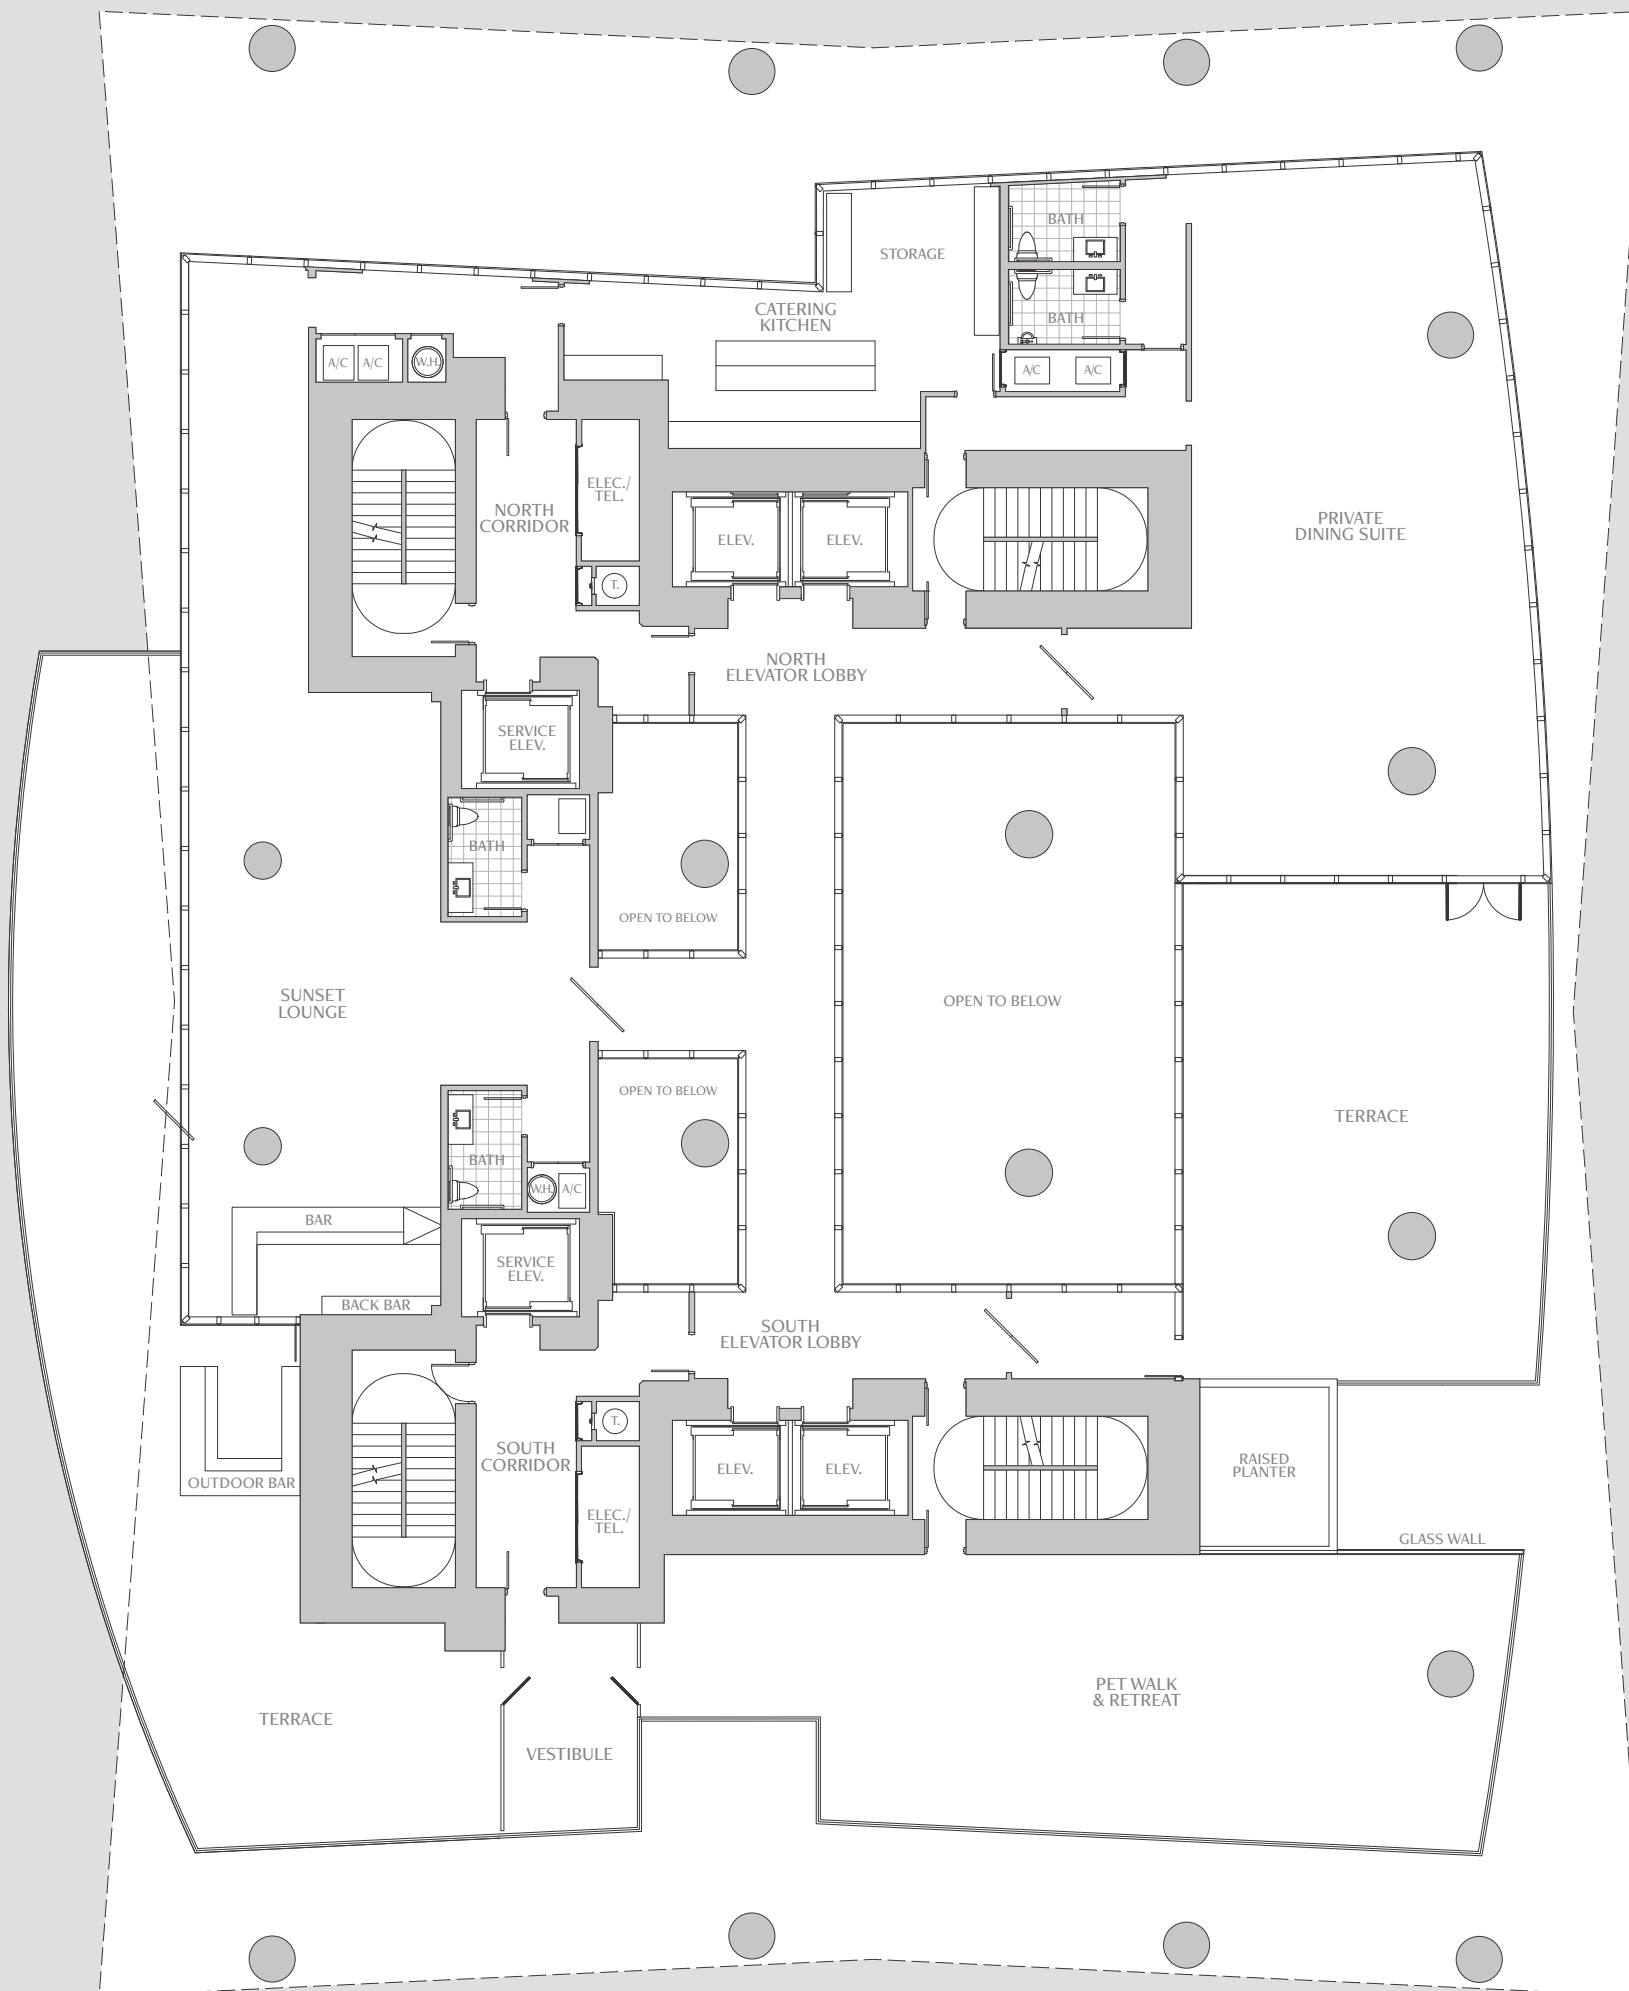 BATH
STORAGE
CATERING
KITCHEN
BATH
A/C
A/C
W.H.
A/C
A/C
ELEC./
TEL.
NORTH
CORRIDOR
ELEV.
ELEV.
PRIVATE
DINING SUITE
T.
NORTH
ELEVATOR LOBBY
SERVICE
ELEV.
BATH
OPEN TO BELOW
SUNSET
LOUNGE
OPEN TO BELOW
OPEN TO BELOW
TERRACE
BATH
W.H.
A/C
BAR
SERVICE
ELEV.
BACK BAR
SOUTH
ELEVATOR LOBBY
T.
SOUTH
CORRIDOR
ELEV.
ELEV.
RAISED
PLANTER
OUTDOOR BAR
ELEC./
TEL.
GLASS WALL
PET WALK
& RETREAT
TERRACE
VESTIBULE